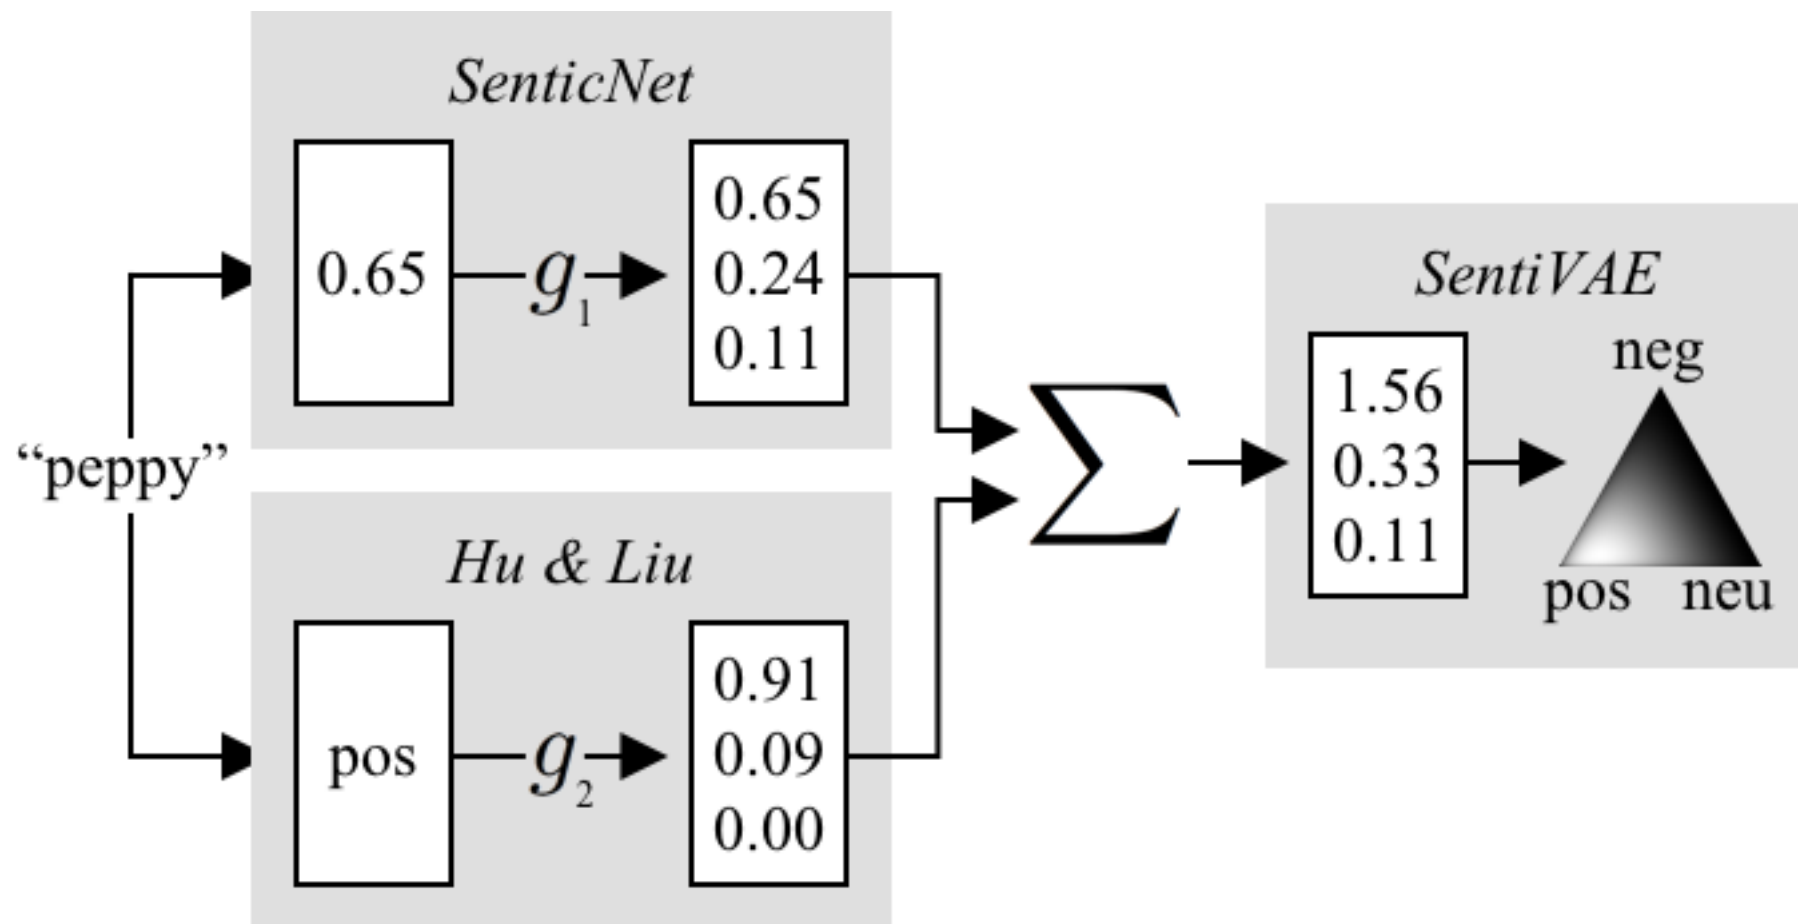 SenticNet
0.65
g1
0.65
0.24
0.11
“peppy”
Hu & Liu
pos
g2
0.91
0.09
0.00
∑
SentiVAE
1.56
0.33
0.11
neg
pos neu